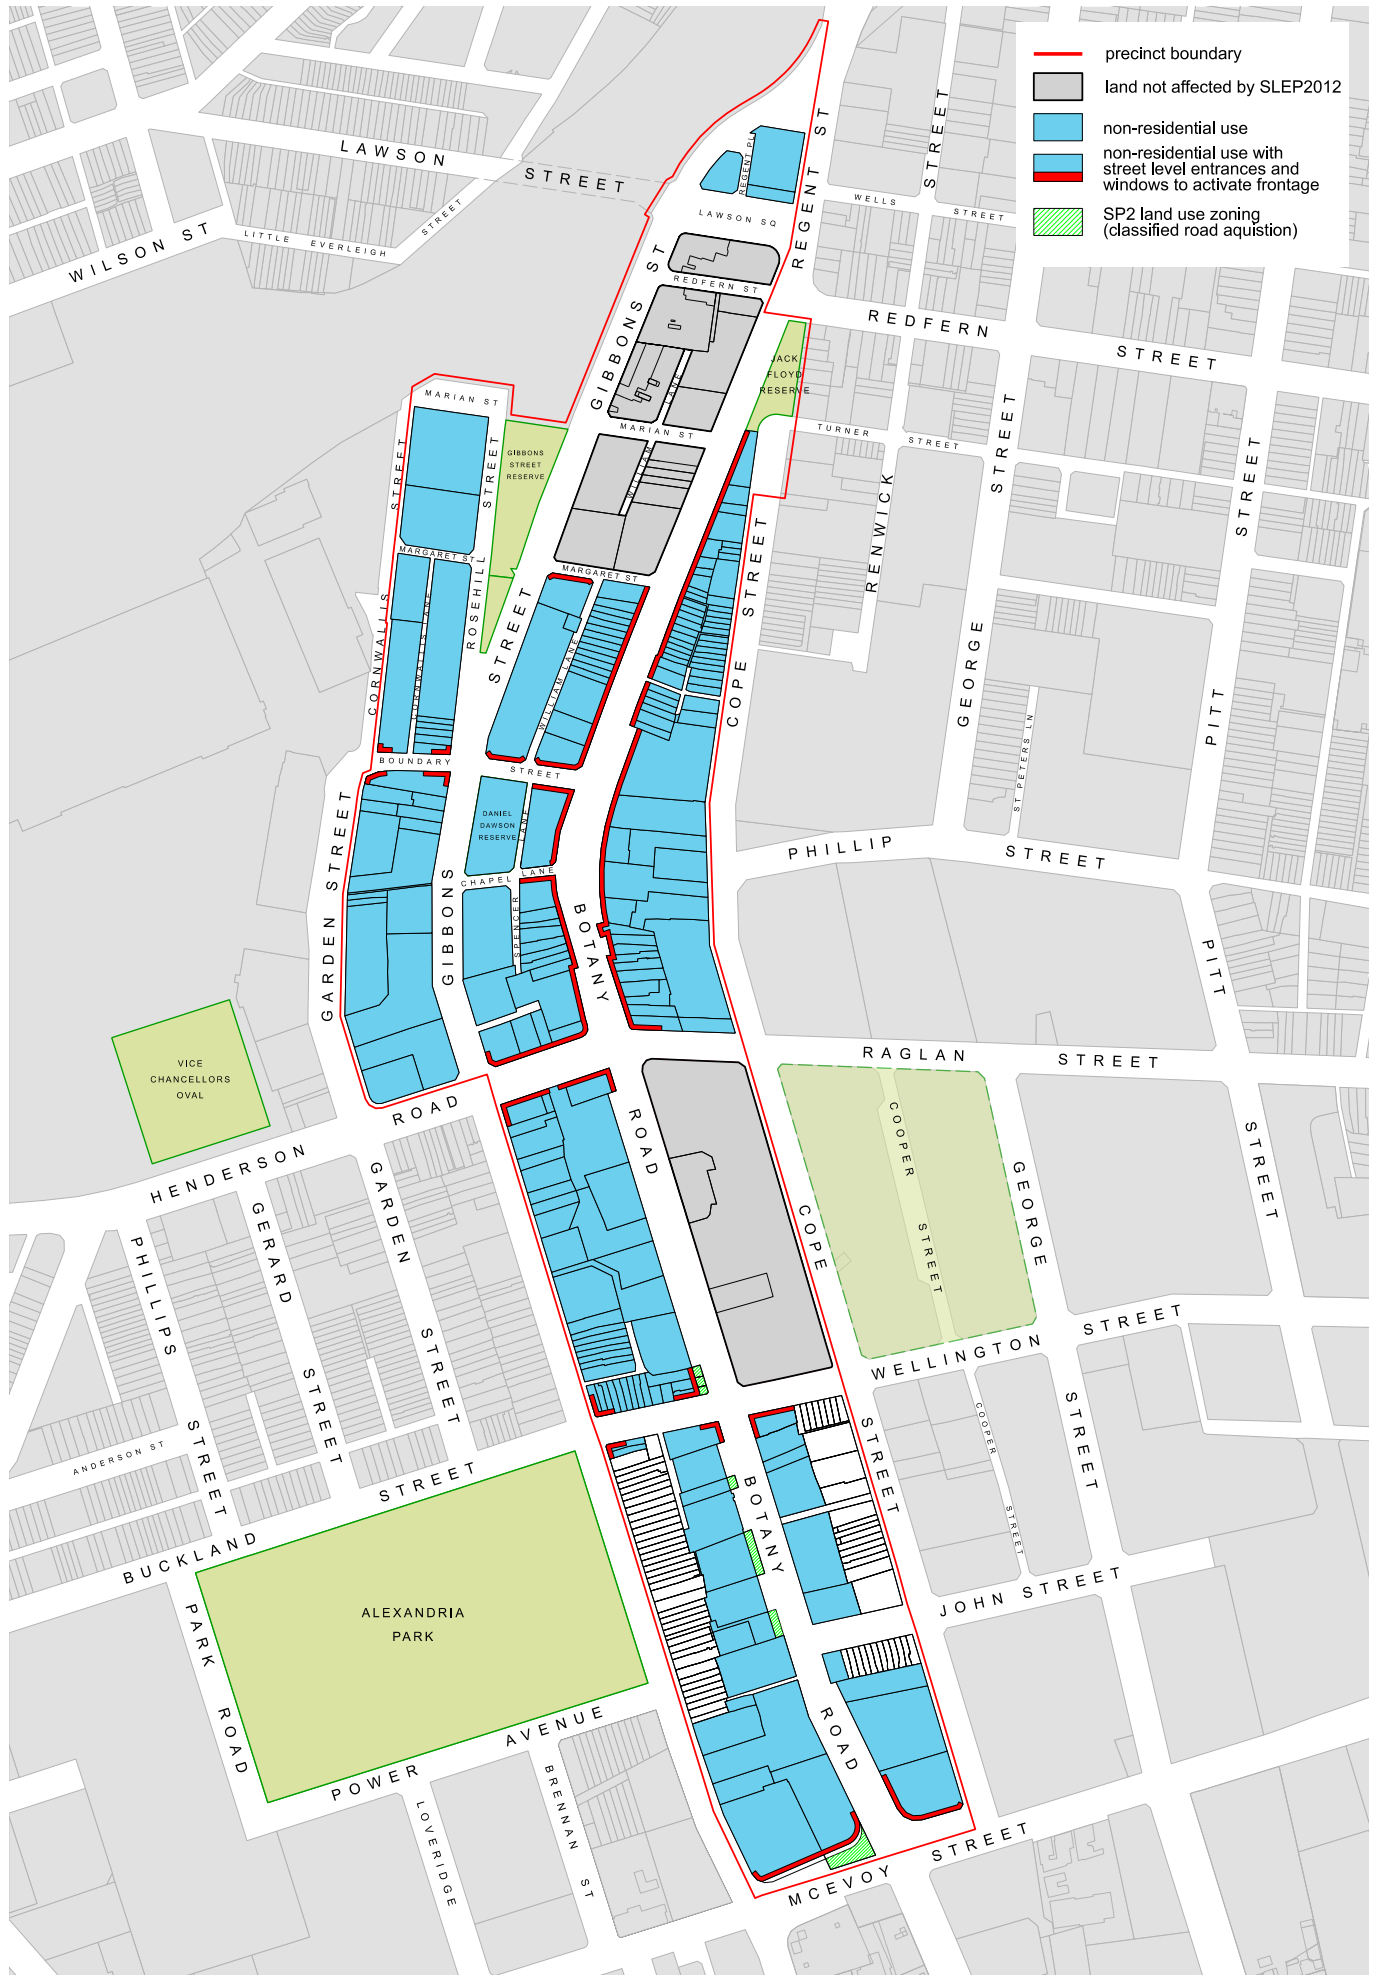 precinct boundary
land not affected by SLEP2012
non-residential use
non-residential use with
street level entrances and
windows to activate frontage
SP2 land use zoning
(classified road aquistion)
LAWSON
STREET
WILSON ST
LITTLE EVERLEIGH
STREET
REGENT PL
LAWSON SQ
REGENT ST
WELLS
STREET
STREET
GIBBONS ST
REDFERN ST
REDFERN
STREET
JACK
FLOYD
RESERVE
LANE
MARIAN ST
MARIAN ST
TURNER
STREET
GIBBONS
STREET
RESERVE
STREET
STREET
WILLIAM
STREET
STREET
RENWICK
MARGARET ST
MARGARET ST
ROSEHILL
CORNWALLIS
CORNWALLIS LANE
STREET
WILLIAM LANE
COPE STREET
GEORGE
PITT
ST PETERS LN
BOUNDARY
STREET
DANIEL
DAWSON
RESERVE
LANE
CHAPEL LANE
GARDEN STREET
GIBBONS
SPENCER
BOTANY
PHILLIP
STREET
PITT
VICE
CHANCELLORS
OVAL
RAGLAN
STREET
ROAD
HENDERSON
ROAD
COOPER
STREET
GEORGE
STREET
COPE
PHILLIPS
STREET
GERARD
STREET
GARDEN
STREET
WELLINGTON
STREET
ANDERSON ST
BUCKLAND
STREET
STREET
COOPER
STREET
STREET
BOTANY
JOHN STREET
ALEXANDRIA
PARK
PARK
ROAD
POWER
AVENUE
ROAD
LOVERIDGE
BRENNAN
ST
MCEVOY
STREET